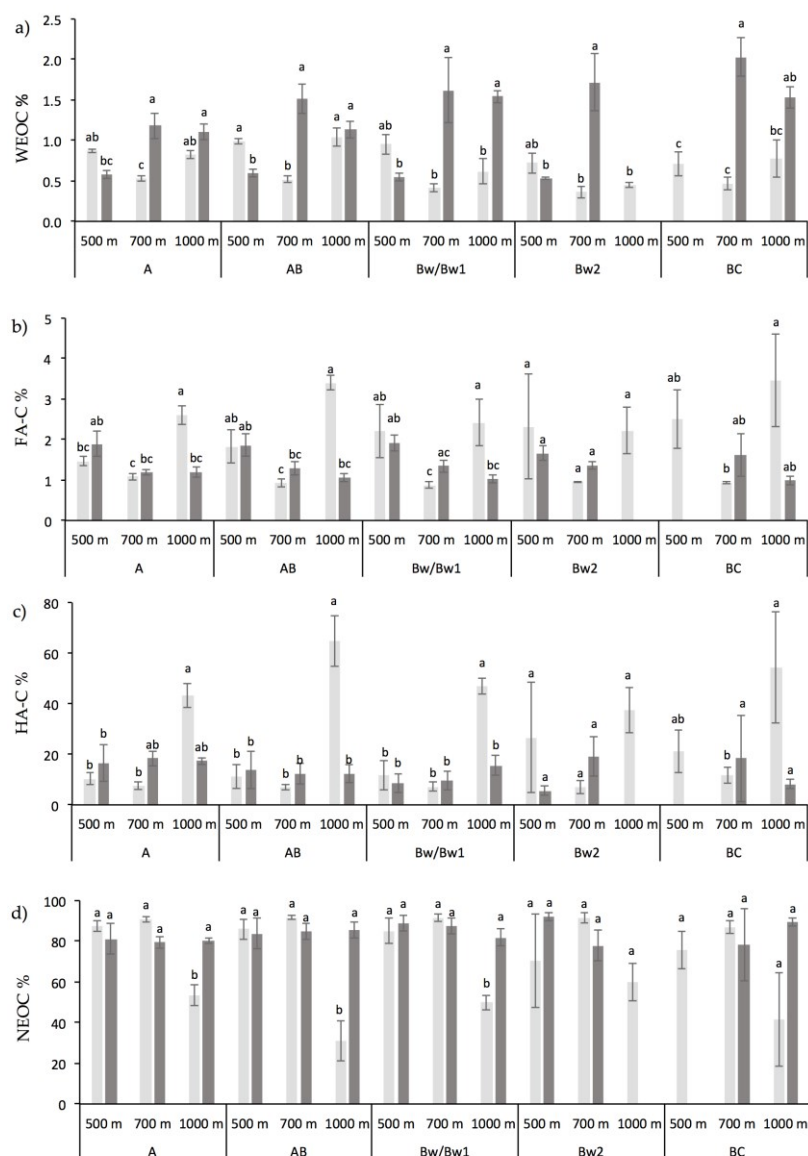 a)
WEOC %
2.5
2.0
1.5
1.0
0.5
0.0
ab bc c a ab a a b b a a a ab b b a b a ab b b a b c c a bc ab
500 m 700 m 1000 m 500 m 700 m 1000 m 500 m 700 m 1000 m 500 m 700 m 1000 m 500 m 700 m 1000 m
A AB Bw/Bw1 Bw2 BC
b)
FA-C %
5
4
3
2
1
0
bc ab c bc a bc ab ab c bc a bc ab ab c ac a bc a a a a a ab b ab a ab
500 m 700 m 1000 m 500 m 700 m 1000 m 500 m 700 m 1000 m 500 m 700 m 1000 m 500 m 700 m 1000 m
A AB Bw/Bw1 Bw2 BC
c)
HA-C %
80
60
40
20
0
b b b ab a ab b b b b a b b b b b a b a a a a a ab b a a a
500 m 700 m 1000 m 500 m 700 m 1000 m 500 m 700 m 1000 m 500 m 700 m 1000 m 500 m 700 m 1000 m
A AB Bw/Bw1 Bw2 BC
d)
NEOC %
100
80
60
40
20
0
a a a a b a a a a a b a a a a a b a a a a a a a a a a a
500 m 700 m 1000 m 500 m 700 m 1000 m 500 m 700 m 1000 m 500 m 700 m 1000 m 500 m 700 m 1000 m
A AB Bw/Bw1 Bw2 BC